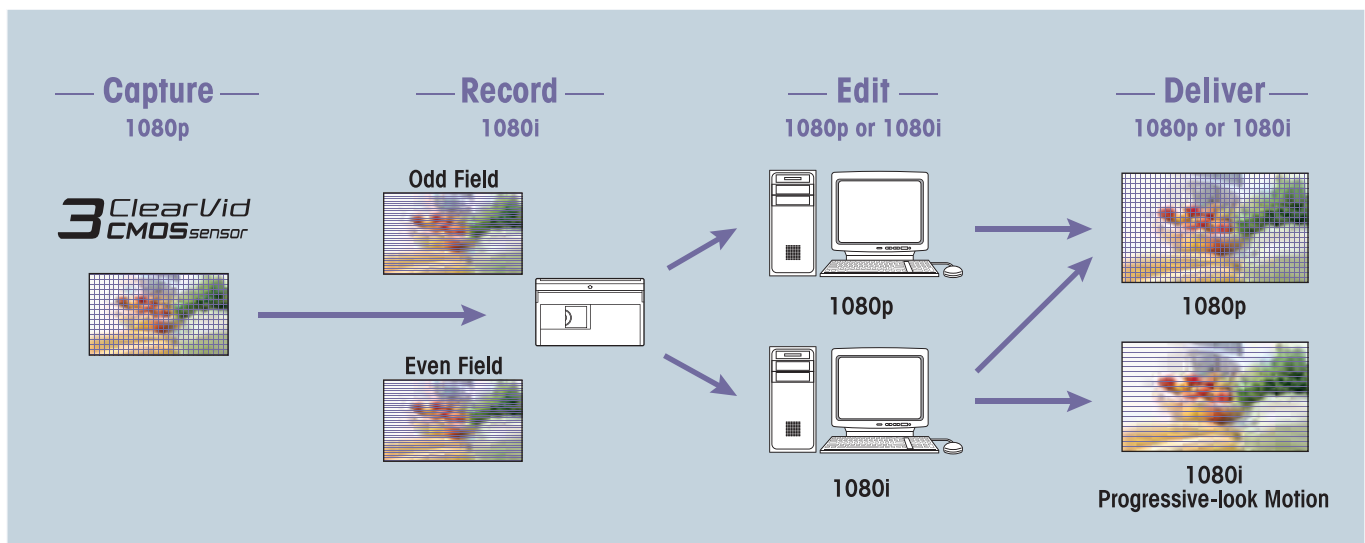 Capture
1080p
3 ClearVid
CMOS sensor
Record
1080i
Odd Field
Even Field
Edit
1080p or 1080i
1080p
1080i
Deliver
1080p or 1080i
1080p
1080i
Progressive-look Motion